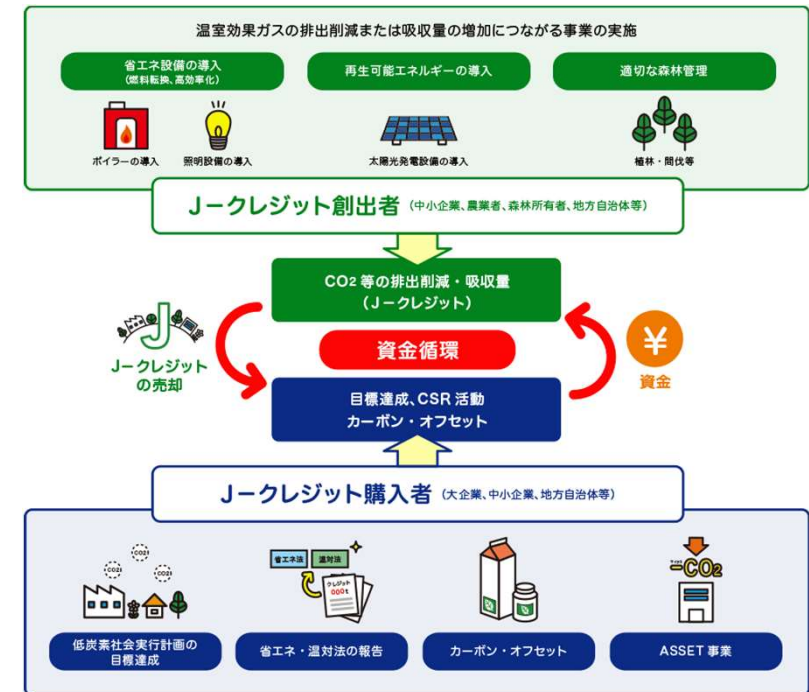 温室効果ガスの排出削減または吸収量の増加につながる事業の実施
省エネ設備の導入
(燃料転換、高効率化)
再生可能エネルギーの導入
適切な森林管理
ボイラーの導入
照明設備の導入
太陽光発電設備の導入
植林・間伐等
Jークレジット創出者 (中小企業、農業者、森林所有者、地方自治体等)
CO2 等の排出削減・吸収量
(Jークレジット)
J
Jークレジット
の売却
資金循環
¥
資金
目標達成、CSR 活動
カーボン・オフセット
Jークレジット購入者 (大企業、中小企業、地方自治体等)
CO2
CO2
CO2
省エネ法
温対法
クレジット
000t
CO2
低炭素社会実行計画の
目標達成
省エネ・温対法の報告
カーボン・オフセット
ASSET 事業